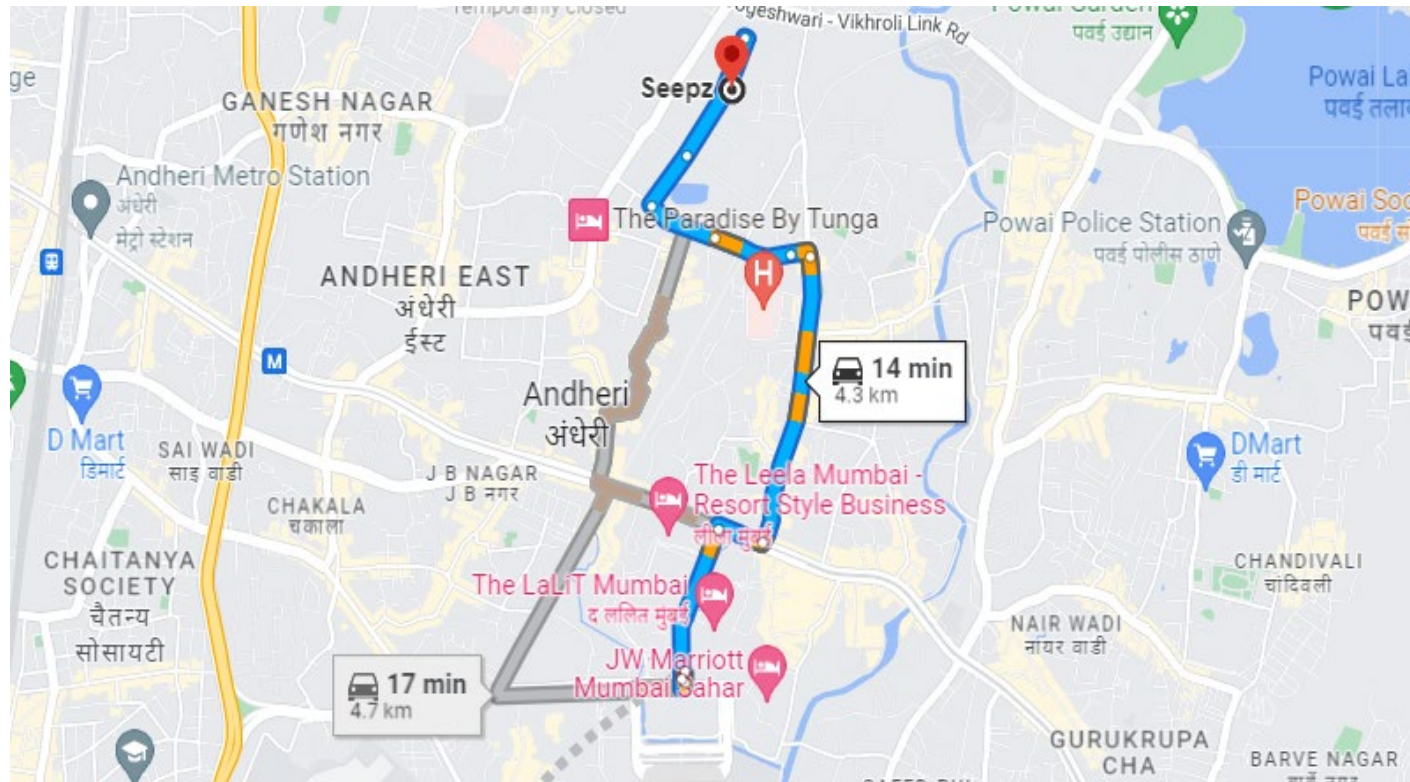 Temporarily closed
Jogeshwari - Vikhroli Link Rd
Powai Garden
पवई उद्यान
ge
Seepz
Powai La
पवई तला
GANESH NAGAR
गणेश नगर
Andheri Metro Station
अंधेरी
मेट्रो स्टेशन
The Paradise By Tunga
Powai Police Station
पवई पोलीस ठाणे
Powai Soc
पवई स
H
ANDHERI EAST
अंधेरी
ईस्ट
POW
पवई
M
14 min
4.3 km
Andheri
अंधेरी
D Mart
डिमार्ट
SAI WADI
साइ वाडी
J B NAGAR
J B नगर
DMart
डी मार्ट
The Leela Mumbai -
Resort Style Business
लीला मुंबई
CHAKALA
चकाला
CHAITANYA
SOCIETY
चैतन्य
सोसायटी
CHANDIVALI
चांदिवली
The LaLiT Mumbai
द ललित मुंबई
NAIR WADI
नायर वाडी
JW Marriott
Mumbai Sahar
17 min
4.7 km
GURUKRUPA
CHA
BARVE NAGAR